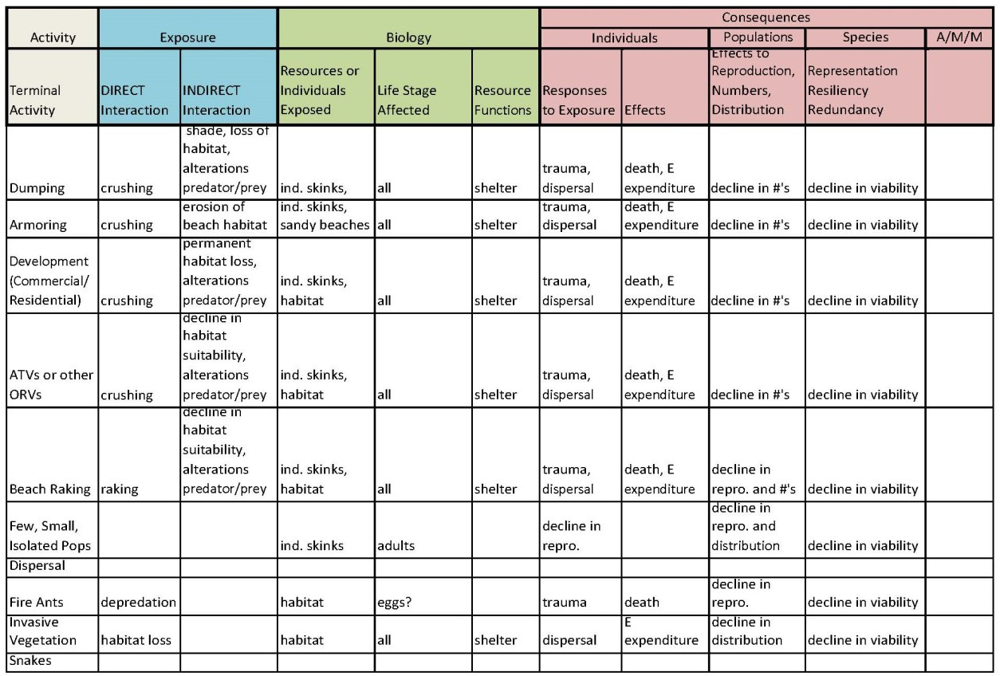 Consequences
Activity Exposure Biology Individuals Populations Species A/M/M
Terminal Activity
DIRECT Interaction
INDIRECT Interaction
Resources or Individuals Exposed
Life Stage Affected
Resource Functions
Responses to Exposure
Effects
Effects to Reproduction, Numbers, Distribution
Representation Resiliency Redundancy
Dumping
crushing
shade, loss of
habitat,
alterations
predator/prey
ind. skinks,
all
shelter
trauma,
dispersal
death, E
expenditure
decline in #'s
decline in viability
Armoring
crushing
erosion of
beach habitat
ind. skinks,
sandy beaches
all
shelter
trauma,
dispersal
death, E
expenditure
decline in #'s
decline in viability
Development
(Commercial/
Residential)
crushing
permanent
habitat loss,
alterations
predator/prey
ind. skinks,
habitat
all
shelter
trauma,
dispersal
death, E
expenditure
decline in #'s
decline in viability
ATVs or other
ORVs
crushing
decline in
habitat
suitability,
alterations
predator/prey
ind. skinks,
habitat
all
shelter
trauma,
dispersal
death, E
expenditure
decline in #'s
decline in viability
Beach Raking
raking
decline in
habitat
suitability,
alterations
predator/prey
ind. skinks,
habitat
all
shelter
trauma,
dispersal
death, E
expenditure
decline in
repro. and #'s
decline in viability
Few, Small,
Isolated Pops
ind. skinks
adults
decline in
repro.
decline in
repro. and
distribution
decline in viability
Dispersal
Fire Ants
depredation
habitat
eggs?
trauma
death
decline in
repro.
decline in viability
Invasive
Vegetation
habitat loss
habitat
all
shelter
dispersal
E
expenditure
decline in
distribution
decline in viability
Snakes